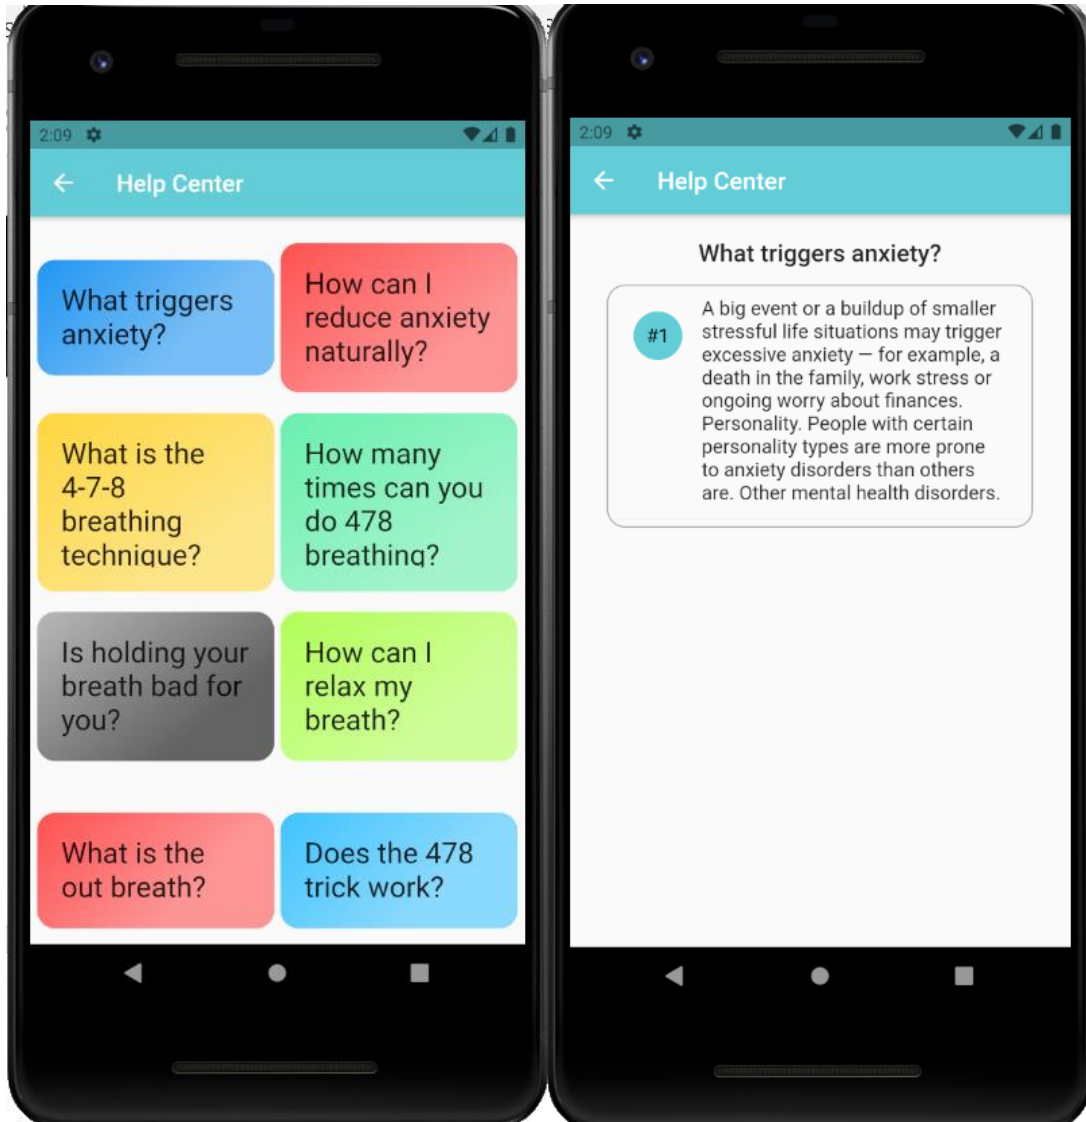 2:09
Help Center
What triggers
anxiety?
How can I
reduce anxiety
naturally?
What is the
4-7-8
breathing
technique?
How many
times can you
do 478
breathing?
Is holding your
breath bad for
you?
How can I
relax my
breath?
What is the
out breath?
Does the 478
trick work?
2:09
Help Center
What triggers anxiety?
#1
A big event or a buildup of smaller
stressful life situations may trigger
excessive anxiety — for example, a
death in the family, work stress or
ongoing worry about finances.
Personality. People with certain
personality types are more prone
to anxiety disorders than others
are. Other mental health disorders.